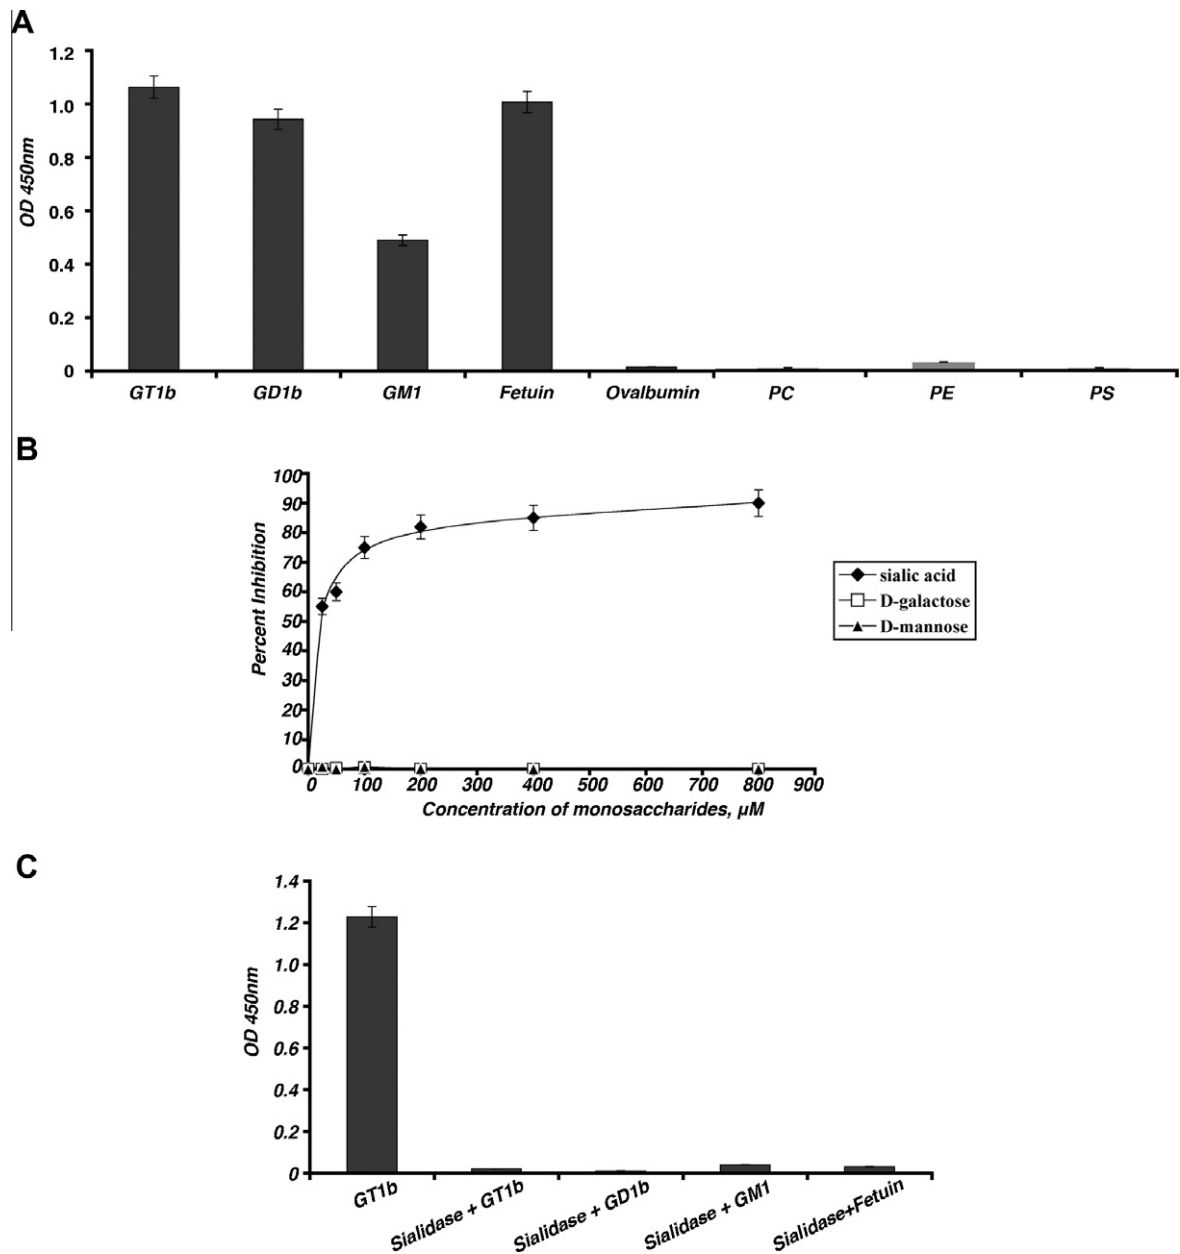 A
1.2
1.0
0.8
0.6
0.4
0.2
0
OD 450nm
GT1b GD1b GM1 Fetuin Ovalbumin PC PE PS
B
100
90
80
70
60
50
40
30
20
10
0
Percent Inhibition
0 100 200 300 400 500 600 700 800 900
Concentration of monosaccharides, µM
sialic acid
D-galactose
D-mannose
C
1.4
1.2
1.0
0.8
0.6
0.4
0.2
0
OD 450nm
GT1b
Sialidase + GT1b
Sialidase + GD1b
Sialidase + GM1
Sialidase+Fetuin